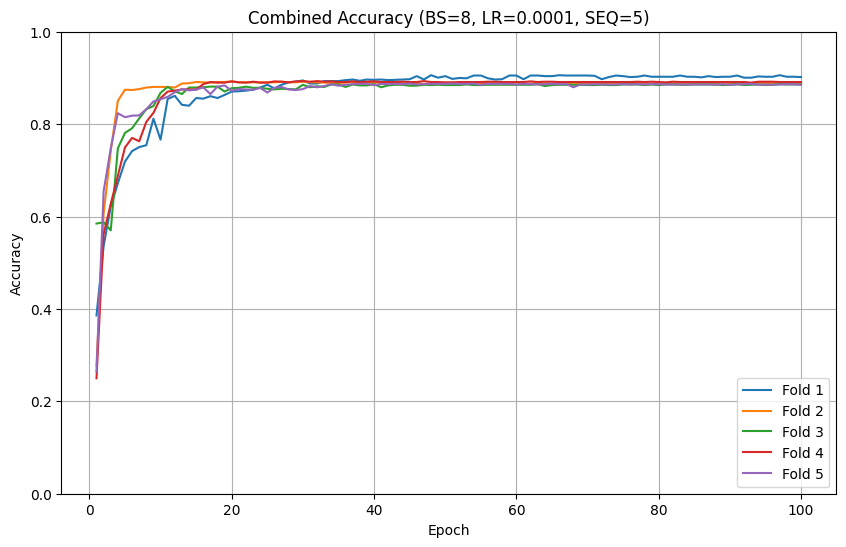 Combined Accuracy (BS=8, LR=0.0001, SEQ=5)
1.0
0.8
0.6
0.4
0.2
0.0
Accuracy
0 20 40 60 80 100
Epoch
Fold 1
Fold 2
Fold 3
Fold 4
Fold 5